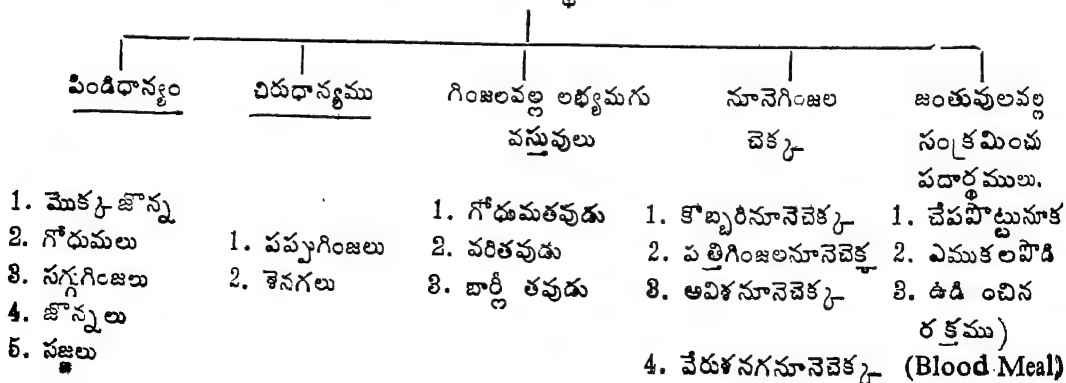 పిండిధాన్యం
చిరుధాన్యము
గింజలవల్ల లభ్యమగు
వస్తువులు
నూనెగింజల
చెక్క
జంతువులవల్ల
సంక్రమించు
పదార్థములు.
1. మొక్కజొన్న
2. గోధుమలు
3. సగ్గుగింజలు
4. జొన్నలు
5. సజ్జలు
1. పప్పుగింజలు
2. శెనగలు
1. గోధుమతవుడు
2. వరితవుడు
3. బార్లీ తవుడు
1. కొబ్బరినూనెచెక్క
2. పత్తిగింజలనూనెచెక్క
3. అవిశనూనెచెక్క
4. వేరుశనగనూనెచెక్క
1. చేపపొట్టునూక
2. ఎముకలపొడి
3. ఉడి ంచిన
రక్తము)
(Blood Meal)